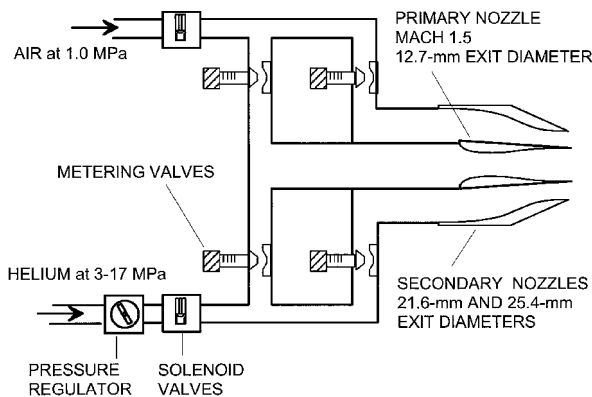 AIR at 1.0 MPa
PRIMARY NOZZLE
MACH 1.5
12.7-mm EXIT DIAMETER
METERING VALVES
HELIUM at 3-17 MPa
SECONDARY NOZZLES
21.6-mm AND 25.4-mm
EXIT DIAMETERS
PRESSURE
REGULATOR
SOLENOID
VALVES